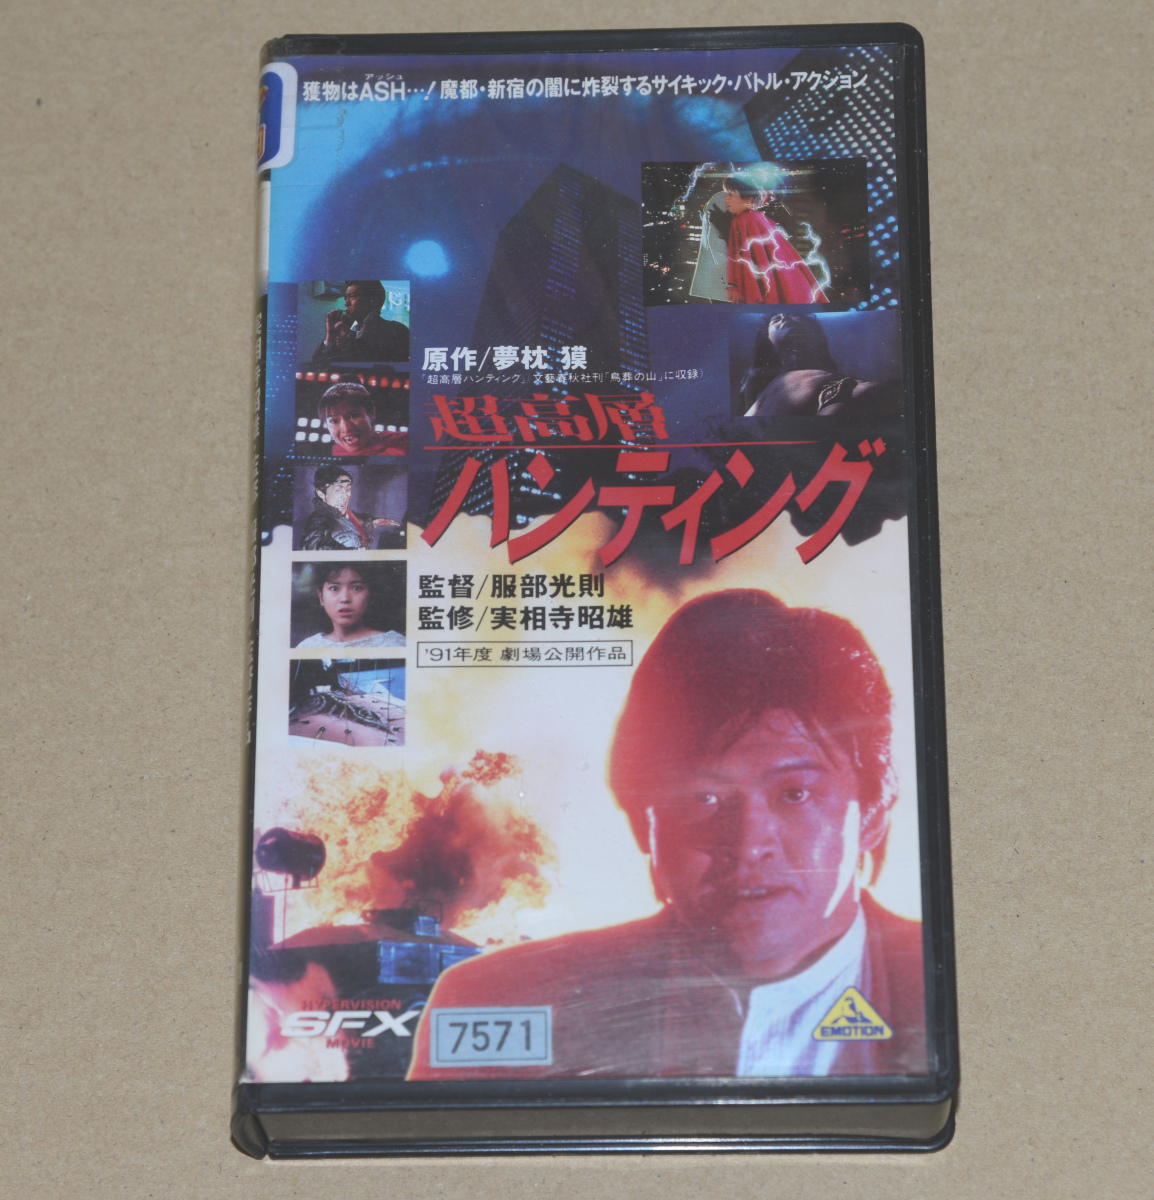 獲物はASH…！魔都・新宿の闇に炸裂するサイキック・バトル・アクション
アッシュ
原作/夢枕 獏
「超高層ハンティング」(文藝春秋社刊「鳥葬の山」に収録)
超高層
ハンティング
監督/服部光則
監修/実相寺昭雄
'91年度 劇場公開作品
HYPERVISION
SFX
MOVIE
7571
EMOTION